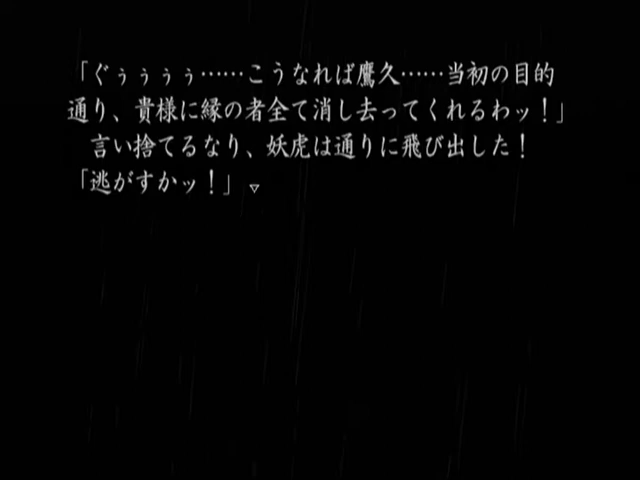 「ぐぅぅぅぅ……こうなれば鷹久……当初の目的
通り、貴様に縁の者全て消し去ってくれるわッ！」
　言い捨てるなり、妖虎は通りに飛び出した！
「逃がすかッ！」▽